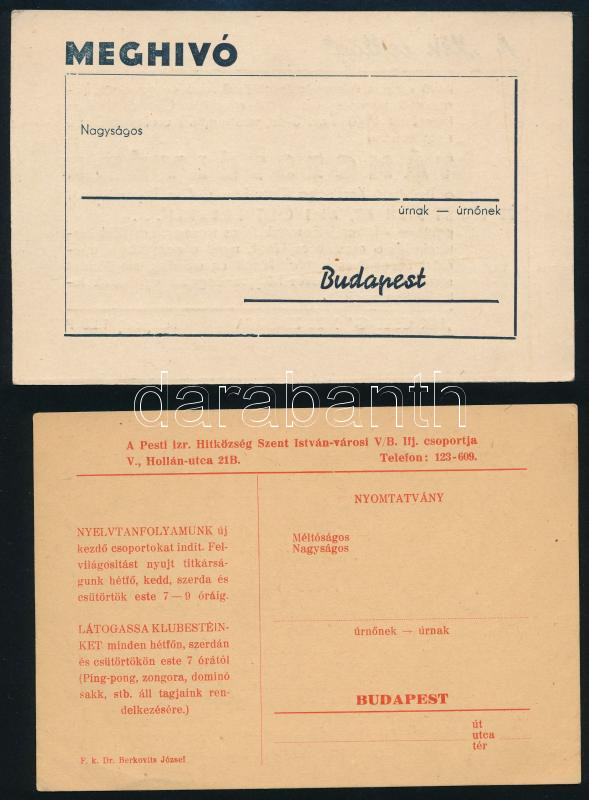 MEGHIVÓ
Nagyságos
úrnak — úrnőnek
Budapest
darabanth
A Pesti izr. Hitközség Szent István-városi V/B. Ifj. csoportja
V., Hollán-utca 21B. Telefon: 123-609.
NYOMTATVÁNY
Méltóságos
Nagyságos
NYELVTANFOLYAMUNK új
kezdő csoportokat indit. Fel-
világositást nyujt titkársá-
gunk hétfő, kedd, szerda és
csütörtök este 7—9 óráig.
LÁTOGASSA KLUBESTÉIN-
KET minden hétfőn, szerdán
és csütörtökön este 7 órától
(Ping-pong, zongora, dominó
sakk, stb. áll tagjaink ren-
delkezésére.)
úrnőnek — úrnak
BUDAPEST
út
utca
tér
F. k. Dr. Berkovits József